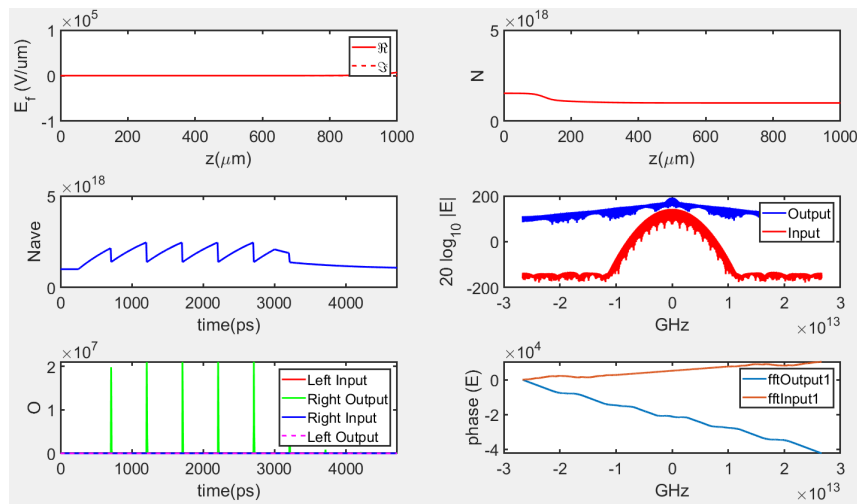 ×10^5
1
0
-1
E_f (V/um)
ℜ
ℑ
0 200 400 600 800 1000
z(μm)
×10^18
5
0
N
0 200 400 600 800 1000
z(μm)
×10^18
5
0
Nave
0 1000 2000 3000 4000
time(ps)
200
0
-200
20 log_10 |E|
Output
Input
-3 -2 -1 0 1 2 3
GHz
×10^13
×10^7
2
1
0
O
Left Input
Right Output
Right Input
Left Output
0 1000 2000 3000 4000
time(ps)
×10^4
0
-2
-4
phase (E)
fftOutput1
fftInput1
-3 -2 -1 0 1 2 3
GHz
×10^13